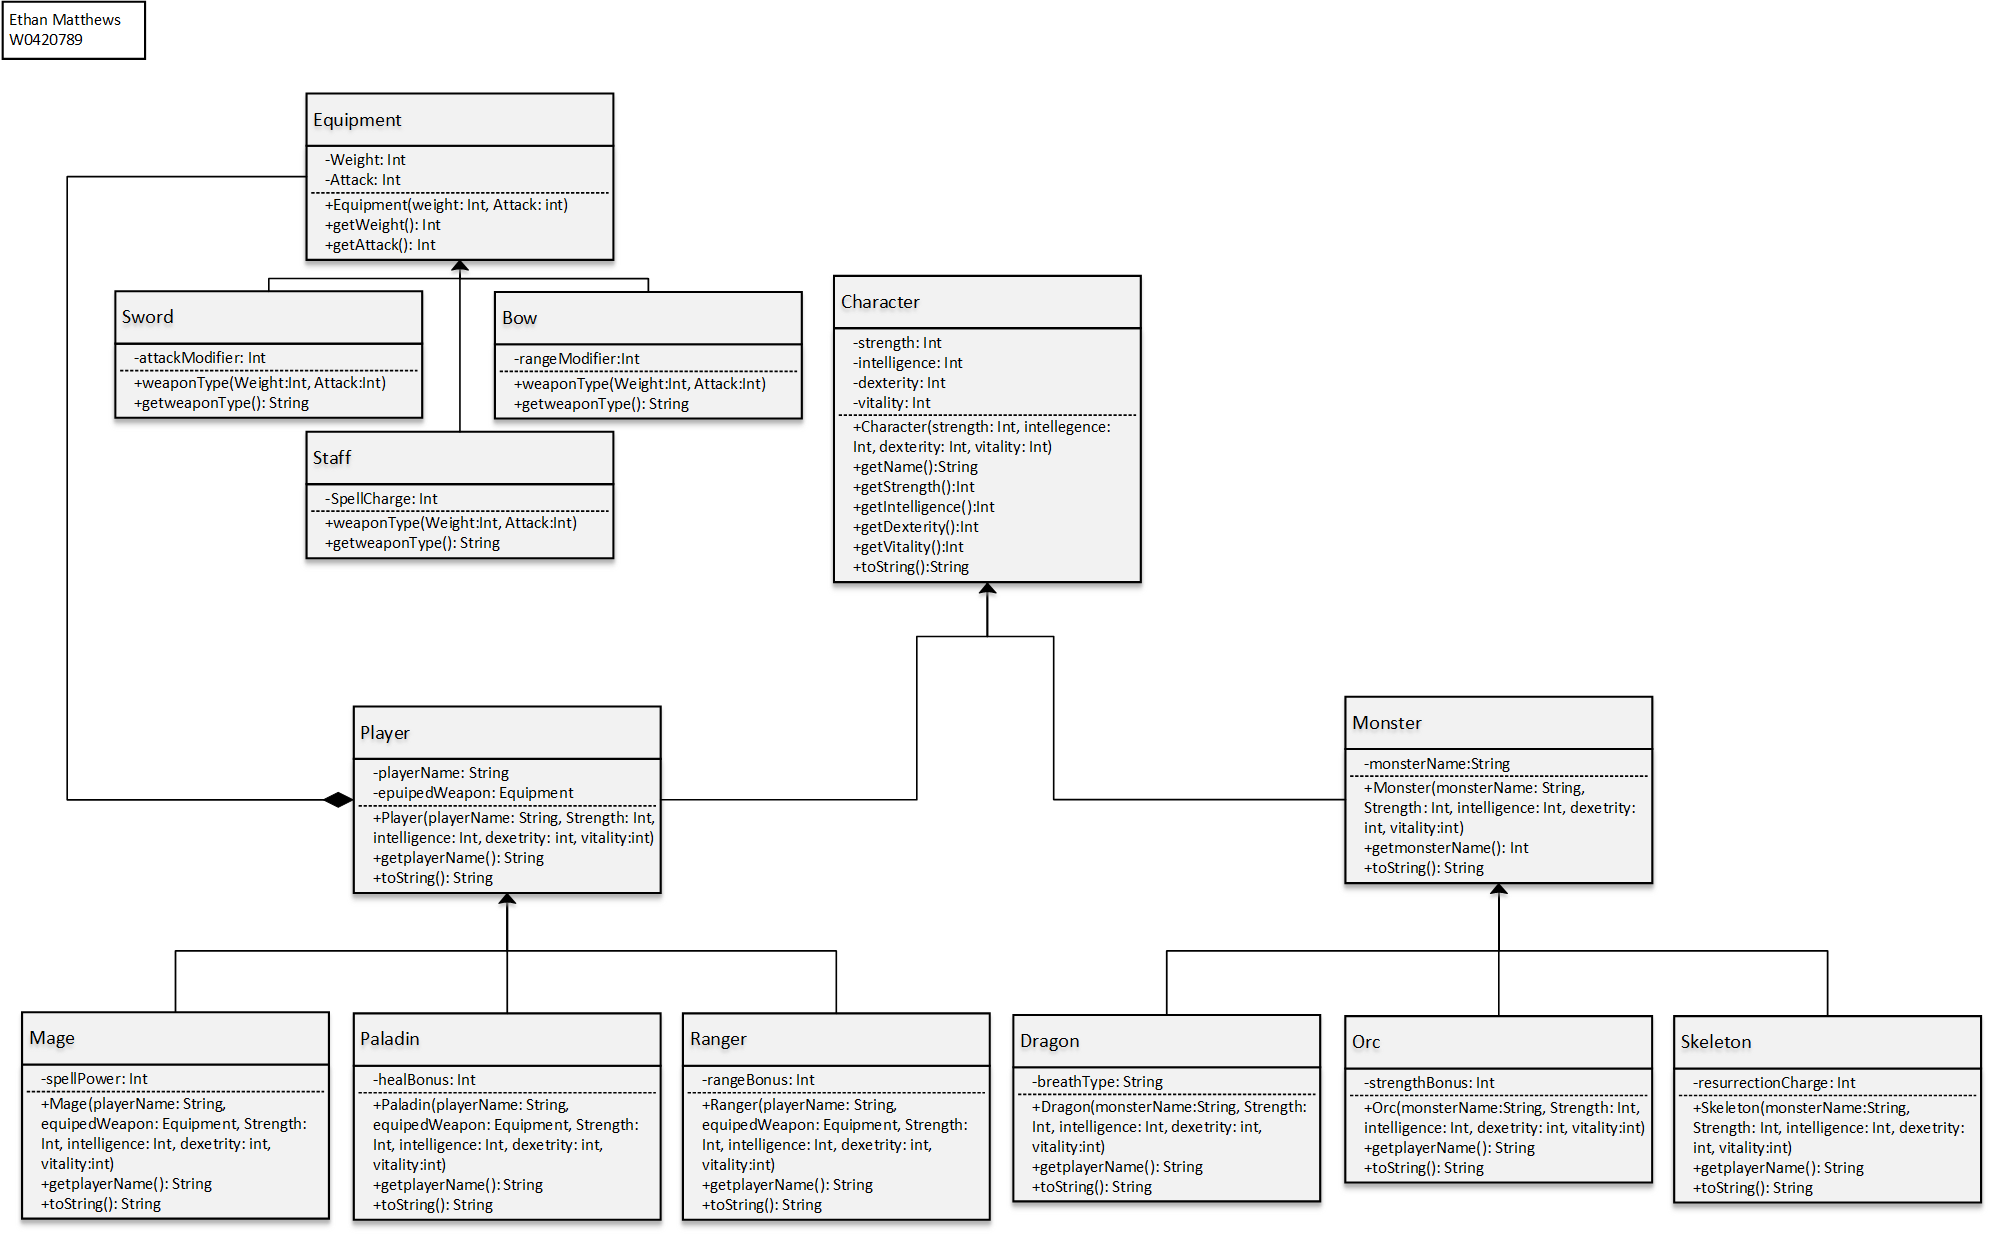 Ethan Matthews
W0420789
Equipment
-Weight: Int
-Attack: Int
+Equipment(weight: Int, Attack: int)
+getWeight(): Int
+getAttack(): Int
Sword
-attackModifier: Int
+weaponType(Weight:Int, Attack:Int)
+getweaponType(): String
Bow
-rangeModifier:Int
+weaponType(Weight:Int, Attack:Int)
+getweaponType(): String
Staff
-SpellCharge: Int
+weaponType(Weight:Int, Attack:Int)
+getweaponType(): String
Character
-strength: Int
-intelligence: Int
-dexterity: Int
-vitality: Int
+Character(strength: Int, intellegence:
Int, dexterity: Int, vitality: Int)
+getName():String
+getStrength():Int
+getIntelligence():Int
+getDexterity():Int
+getVitality():Int
+toString():String
Player
-playerName: String
-epuipedWeapon: Equipment
+Player(playerName: String, Strength: Int,
intelligence: Int, dexetrity: int, vitality:int)
+getplayerName(): String
+toString(): String
Monster
-monsterName:String
+Monster(monsterName: String,
Strength: Int, intelligence: Int, dexetrity:
int, vitality:int)
+getmonsterName(): Int
+toString(): String
Mage
-spellPower: Int
+Mage(playerName: String,
equipedWeapon: Equipment, Strength:
Int, intelligence: Int, dexetrity: int,
vitality:int)
+getplayerName(): String
+toString(): String
Paladin
-healBonus: Int
+Paladin(playerName: String,
equipedWeapon: Equipment, Strength:
Int, intelligence: Int, dexetrity: int,
vitality:int)
+getplayerName(): String
+toString(): String
Ranger
-rangeBonus: Int
+Ranger(playerName: String,
equipedWeapon: Equipment, Strength:
Int, intelligence: Int, dexetrity: int,
vitality:int)
+getplayerName(): String
+toString(): String
Dragon
-breathType: String
+Dragon(monsterName:String, Strength:
Int, intelligence: Int, dexetrity: int,
vitality:int)
+getplayerName(): String
+toString(): String
Orc
-strengthBonus: Int
+Orc(monsterName:String, Strength: Int,
intelligence: Int, dexetrity: int, vitality:int)
+getplayerName(): String
+toString(): String
Skeleton
-resurrectionCharge: Int
+Skeleton(monsterName:String,
Strength: Int, intelligence: Int, dexetrity:
int, vitality:int)
+getplayerName(): String
+toString(): String